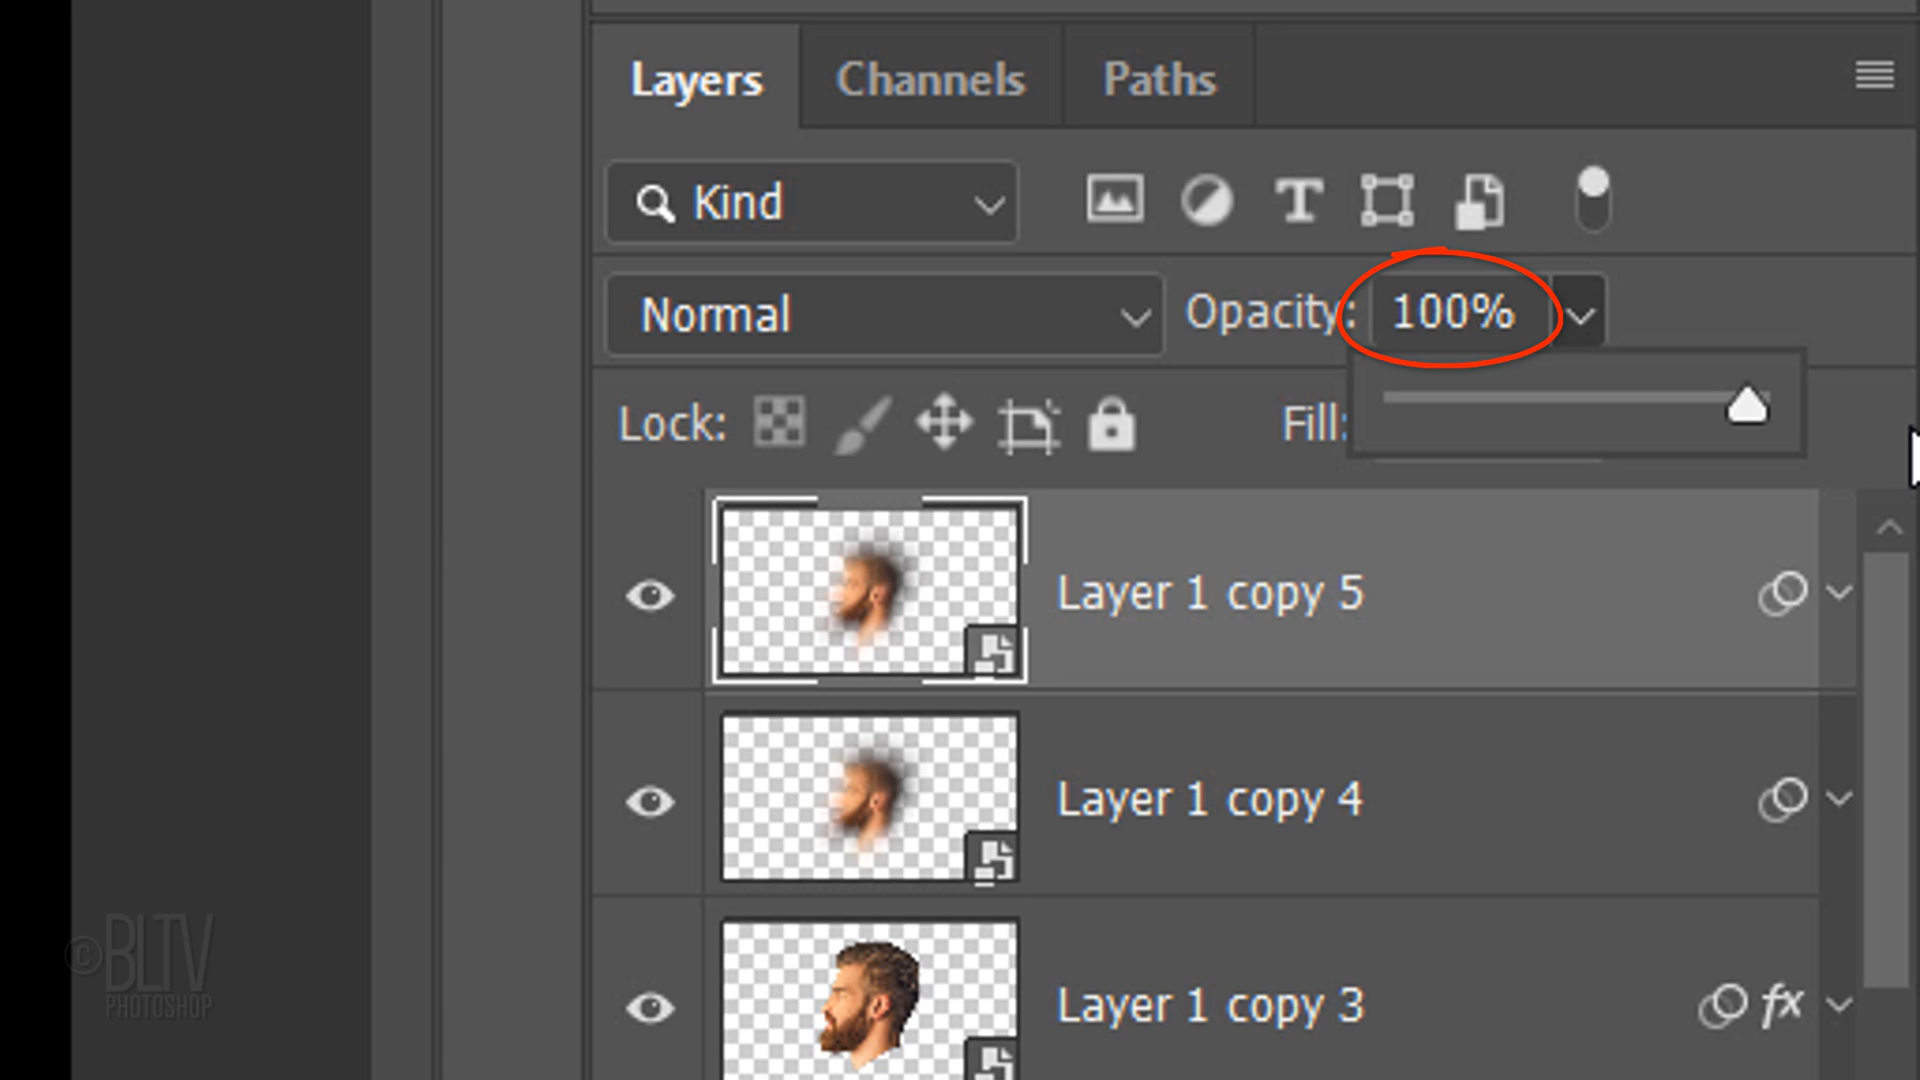 Layers Channels Paths
Kind
Normal Opacity: 100%
Lock: Fill:
Layer 1 copy 5
Layer 1 copy 4
Layer 1 copy 3
fx
©BLTV
PHOTOSHOP